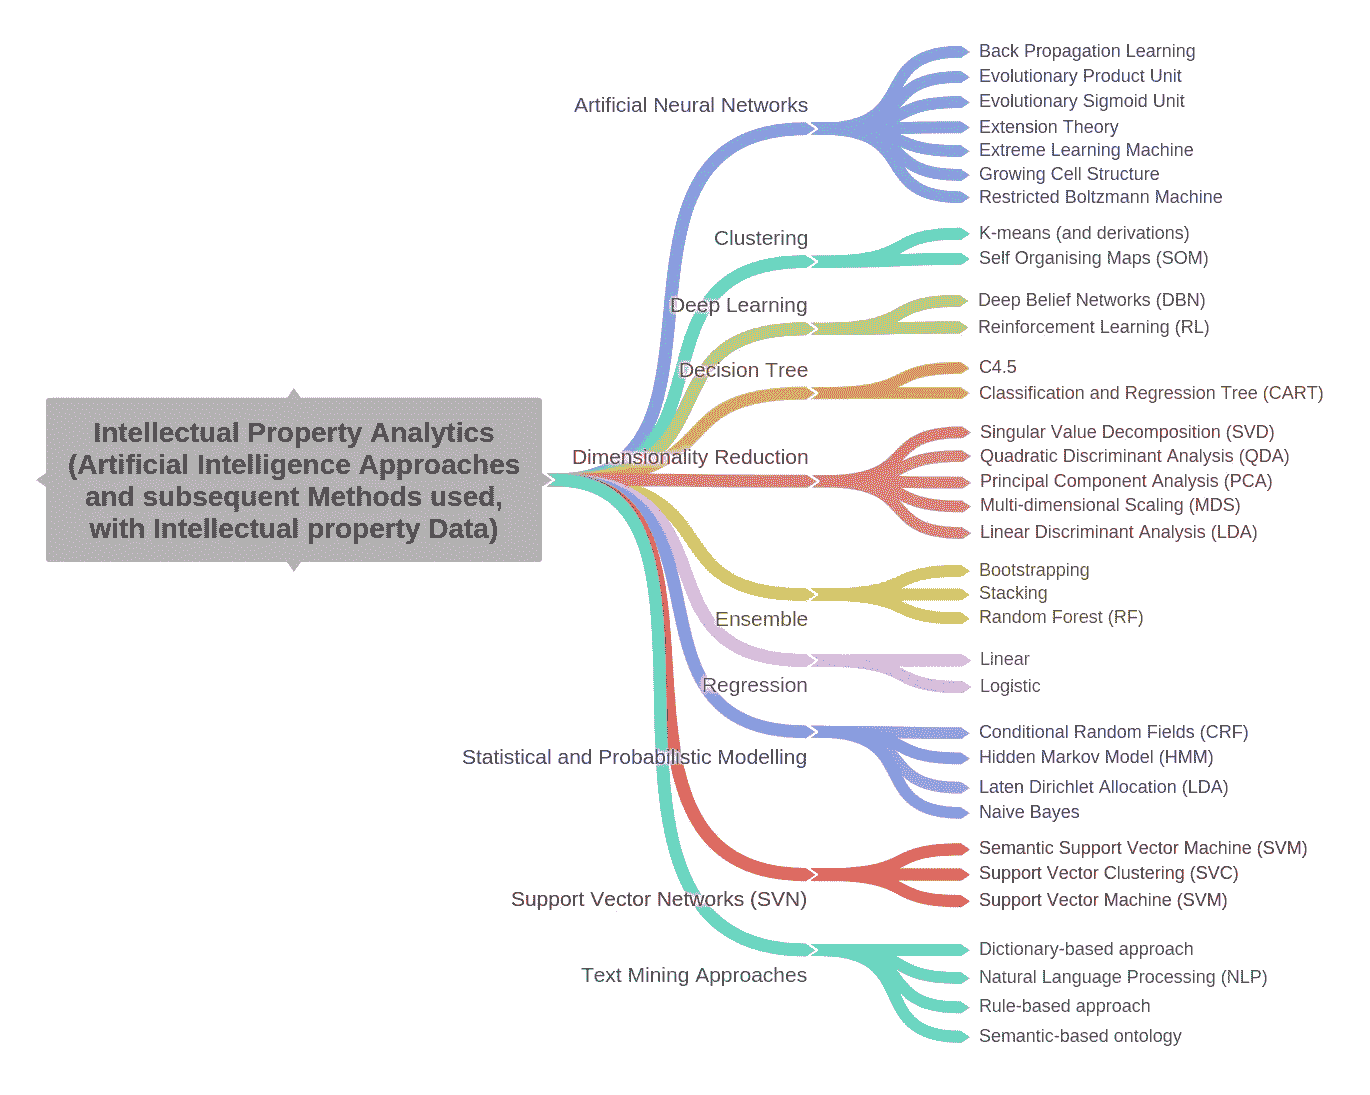 Intellectual Property Analytics
(Artificial Intelligence Approaches
and subsequent Methods used,
with Intellectual property Data)
Artificial Neural Networks
Back Propagation Learning
Evolutionary Product Unit
Evolutionary Sigmoid Unit
Extension Theory
Extreme Learning Machine
Growing Cell Structure
Restricted Boltzmann Machine
Clustering
K-means (and derivations)
Self Organising Maps (SOM)
Deep Learning
Deep Belief Networks (DBN)
Reinforcement Learning (RL)
Decision Tree
C4.5
Classification and Regression Tree (CART)
Dimensionality Reduction
Singular Value Decomposition (SVD)
Quadratic Discriminant Analysis (QDA)
Principal Component Analysis (PCA)
Multi-dimensional Scaling (MDS)
Linear Discriminant Analysis (LDA)
Ensemble
Bootstrapping
Stacking
Random Forest (RF)
Regression
Linear
Logistic
Statistical and Probabilistic Modelling
Conditional Random Fields (CRF)
Hidden Markov Model (HMM)
Laten Dirichlet Allocation (LDA)
Naive Bayes
Support Vector Networks (SVN)
Semantic Support Vector Machine (SVM)
Support Vector Clustering (SVC)
Support Vector Machine (SVM)
Text Mining Approaches
Dictionary-based approach
Natural Language Processing (NLP)
Rule-based approach
Semantic-based ontology